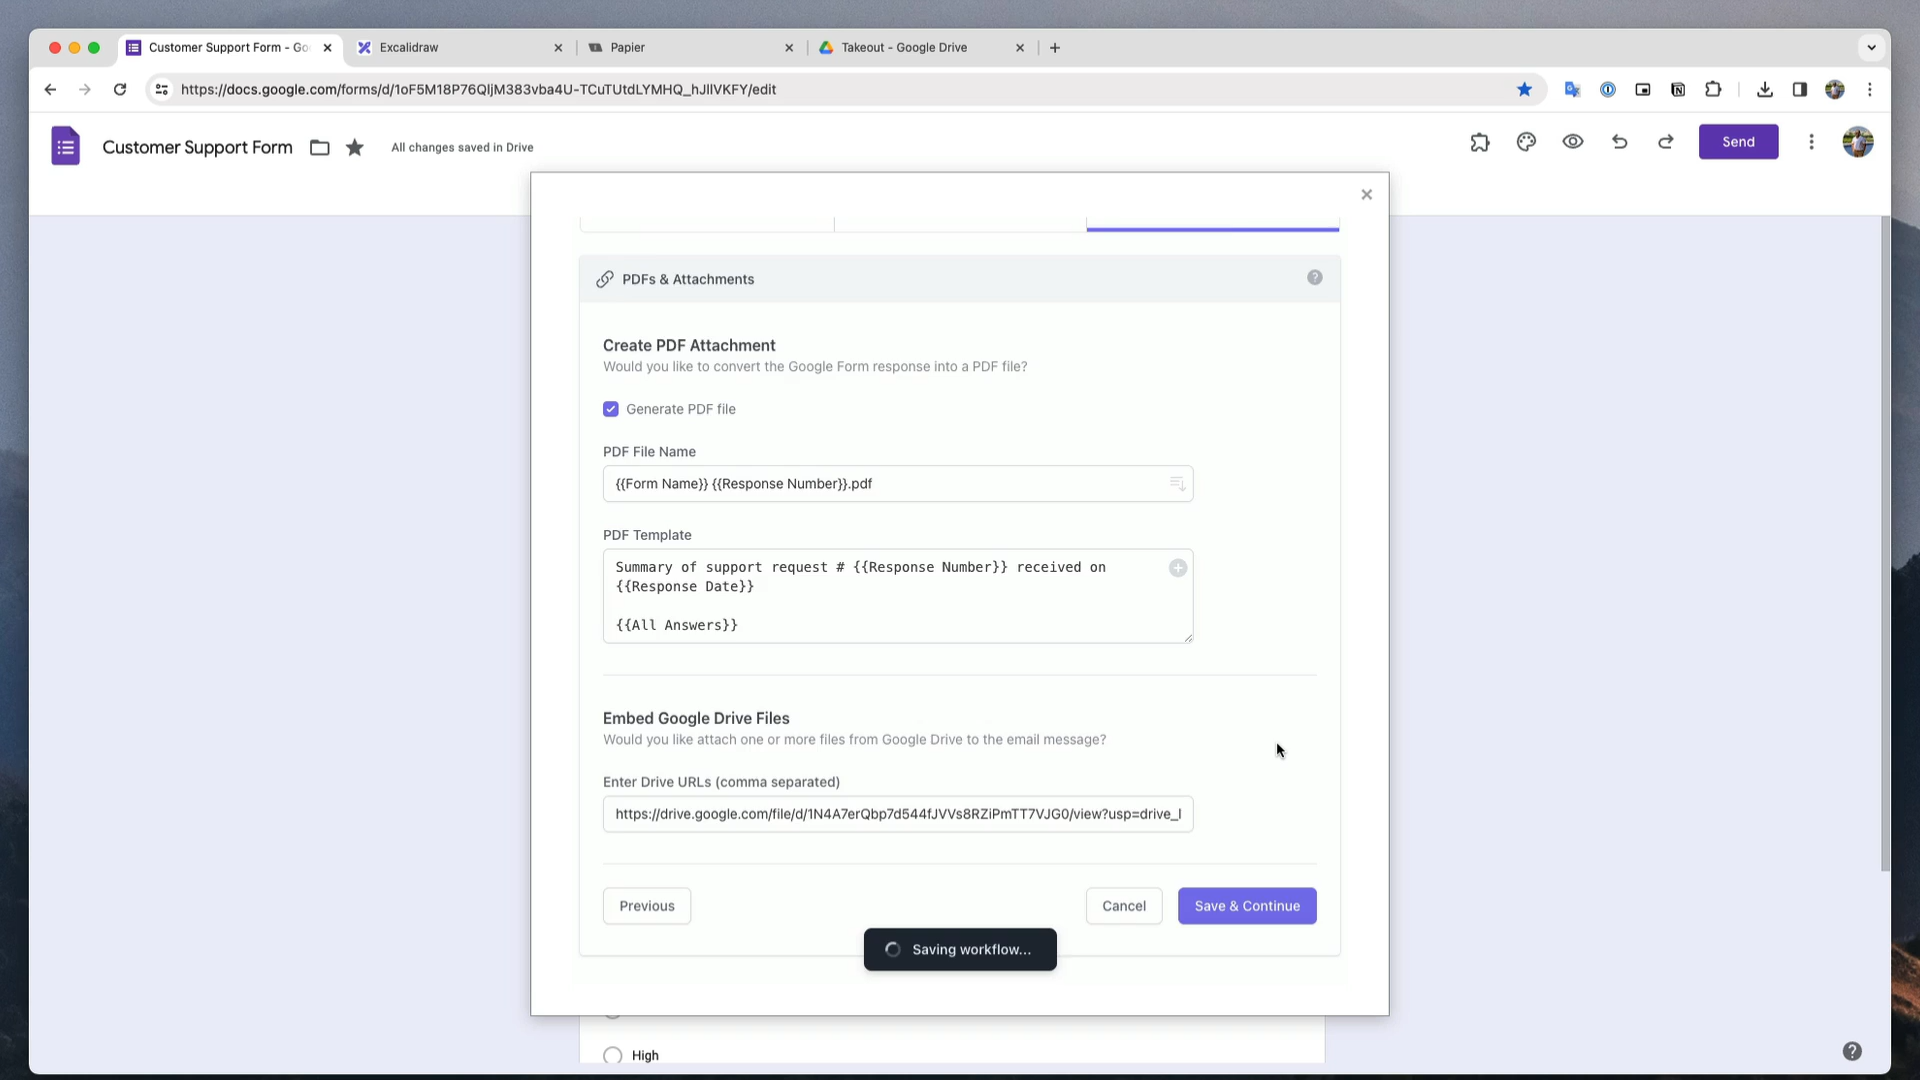 Customer Support Form - Go
Excalidraw
Papier
Takeout - Google Drive
https://docs.google.com/forms/d/1oF5M18P76QIjM383vba4U-TCuTUtdLYMHQ_hJIIVKFY/edit
Customer Support Form
All changes saved in Drive
Send
PDFs & Attachments
Create PDF Attachment
Would you like to convert the Google Form response into a PDF file?
Generate PDF file
PDF File Name
{{Form Name}} {{Response Number}}.pdf
PDF Template
Summary of support request # {{Response Number}} received on
{{Response Date}}
{{All Answers}}
Embed Google Drive Files
Would you like attach one or more files from Google Drive to the email message?
Enter Drive URLs (comma separated)
https://drive.google.com/file/d/1N4A7erQbp7d544fJVVs8RZiPmTT7VJG0/view?usp=drive_l
Previous
Cancel
Save & Continue
Saving workflow...
High